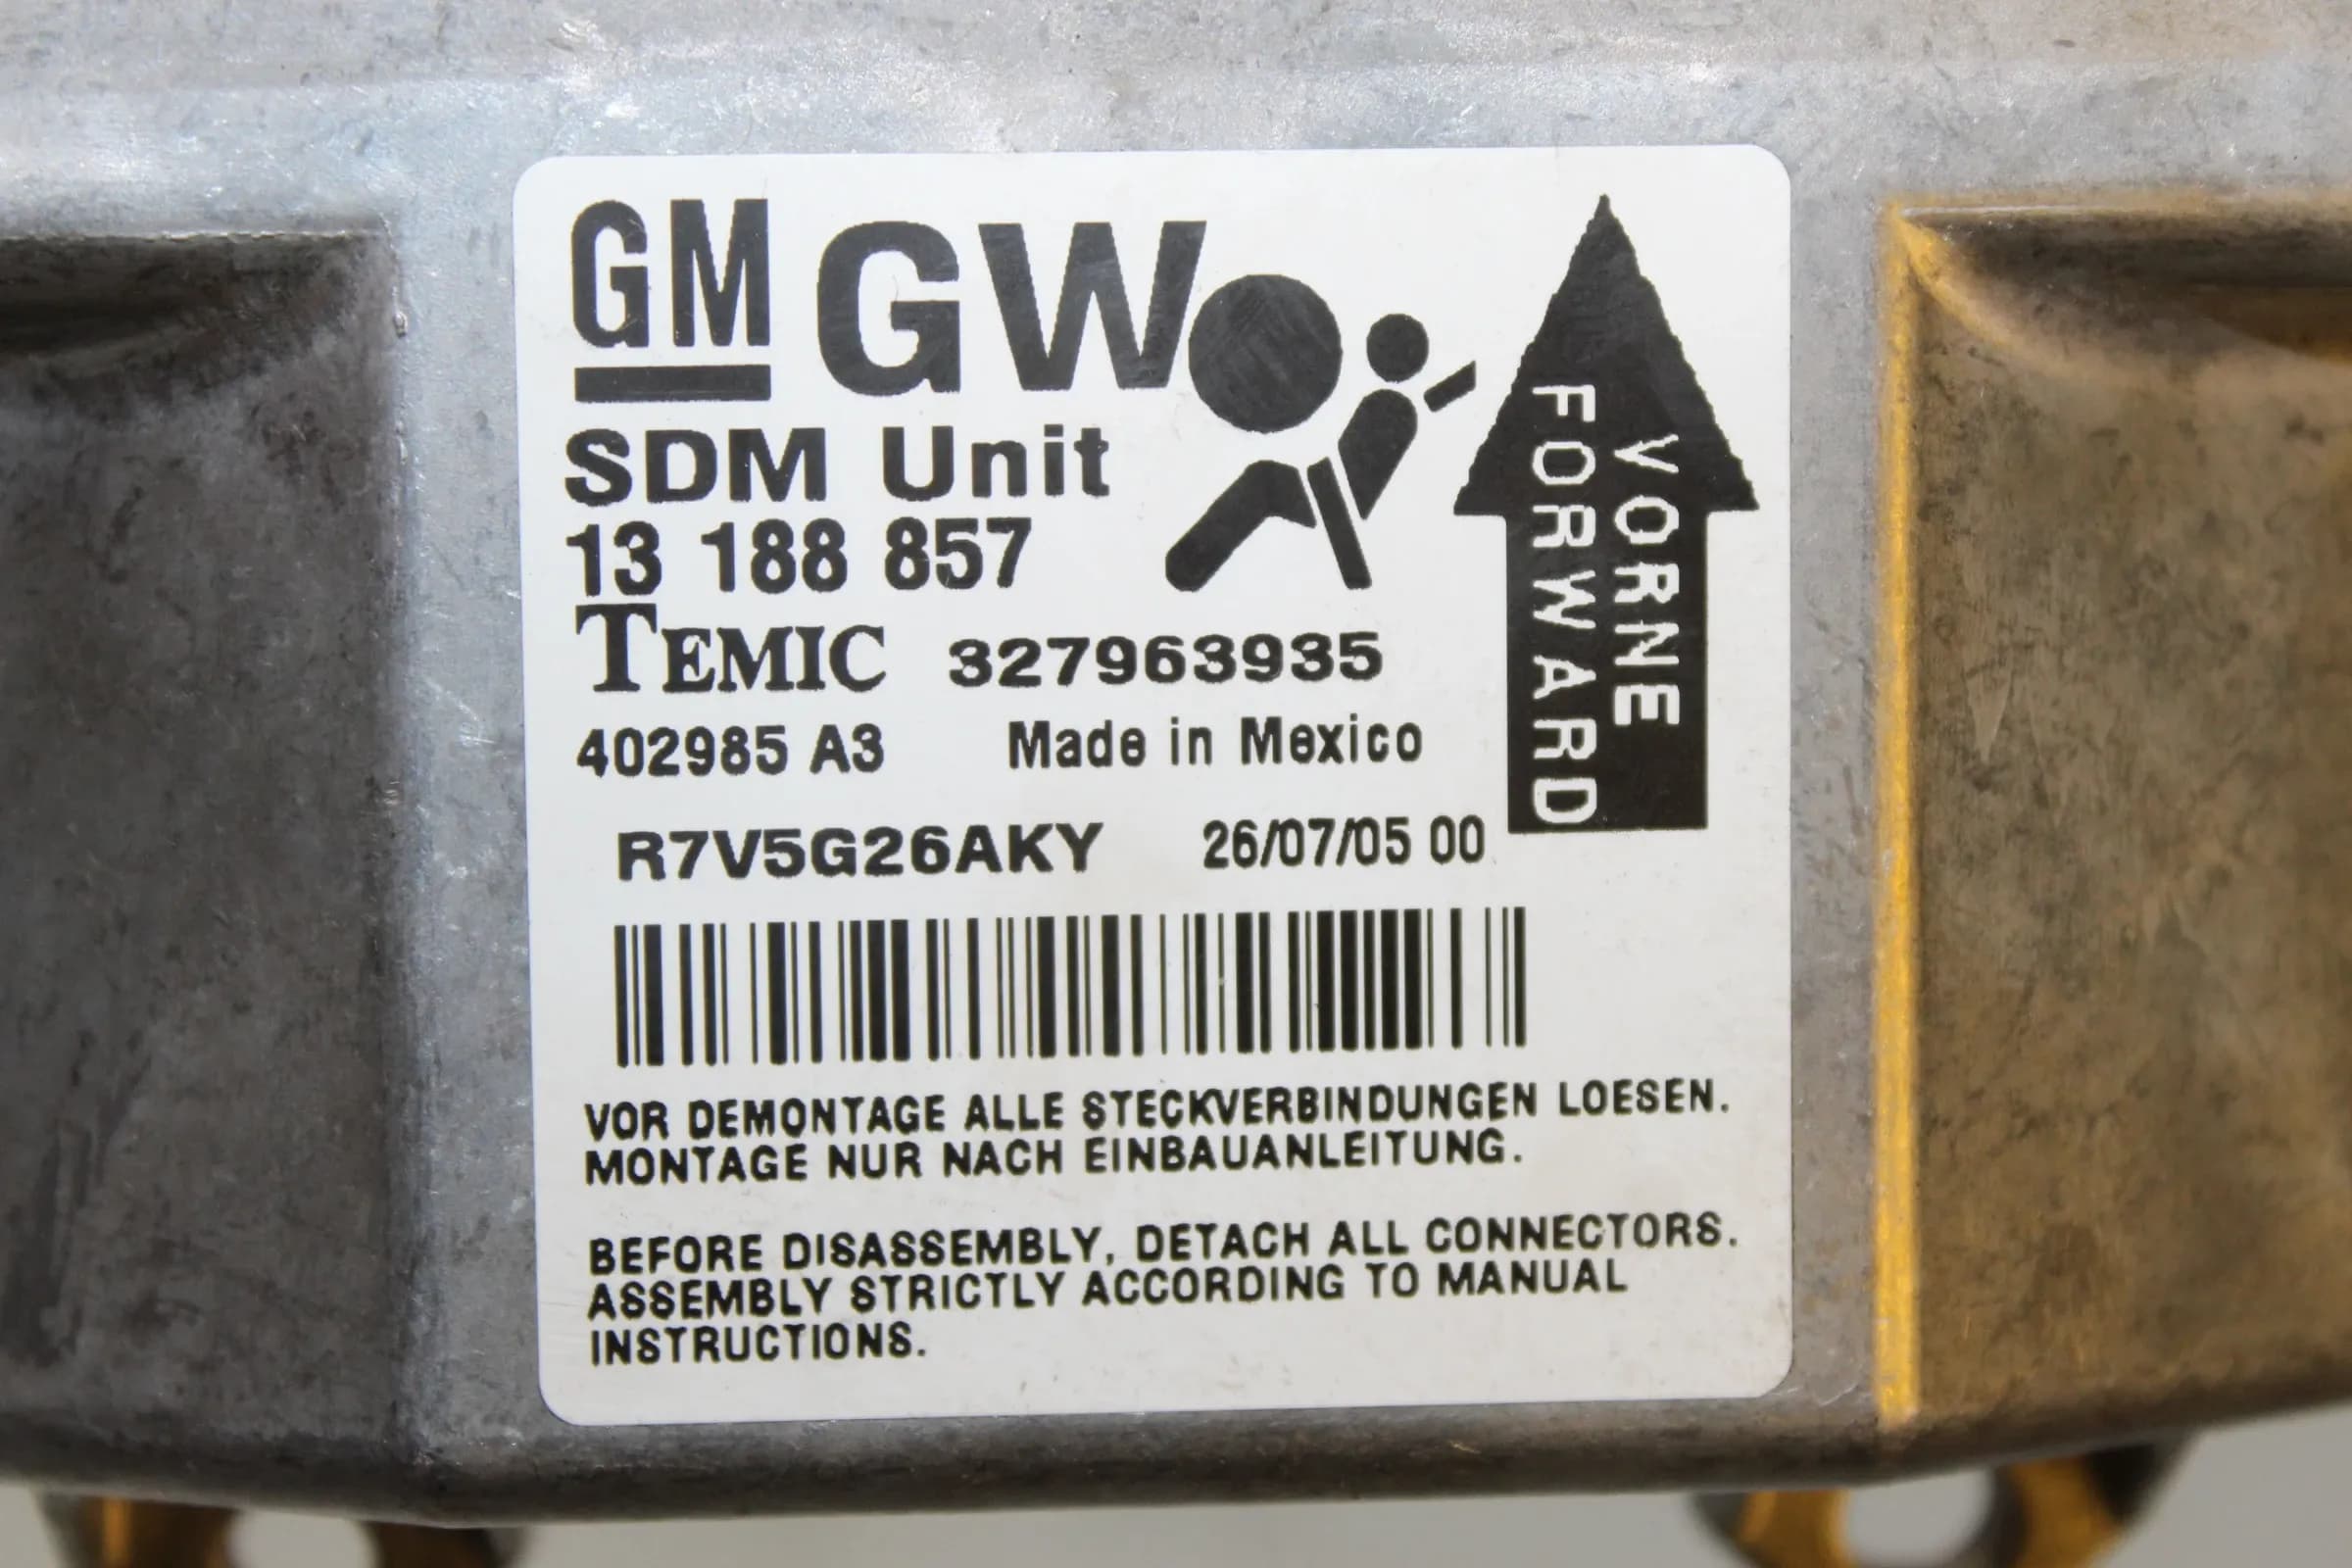 GM GW
SDM Unit
13 188 857
TEMIC 327963935
402985 A3 Made in Mexico
R7V5G26AKY 26/07/05 00
VORNE
FORWARD
VOR DEMONTAGE ALLE STECKVERBINDUNGEN LOESEN.
MONTAGE NUR NACH EINBAUANLEITUNG.
BEFORE DISASSEMBLY, DETACH ALL CONNECTORS.
ASSEMBLY STRICTLY ACCORDING TO MANUAL
INSTRUCTIONS.